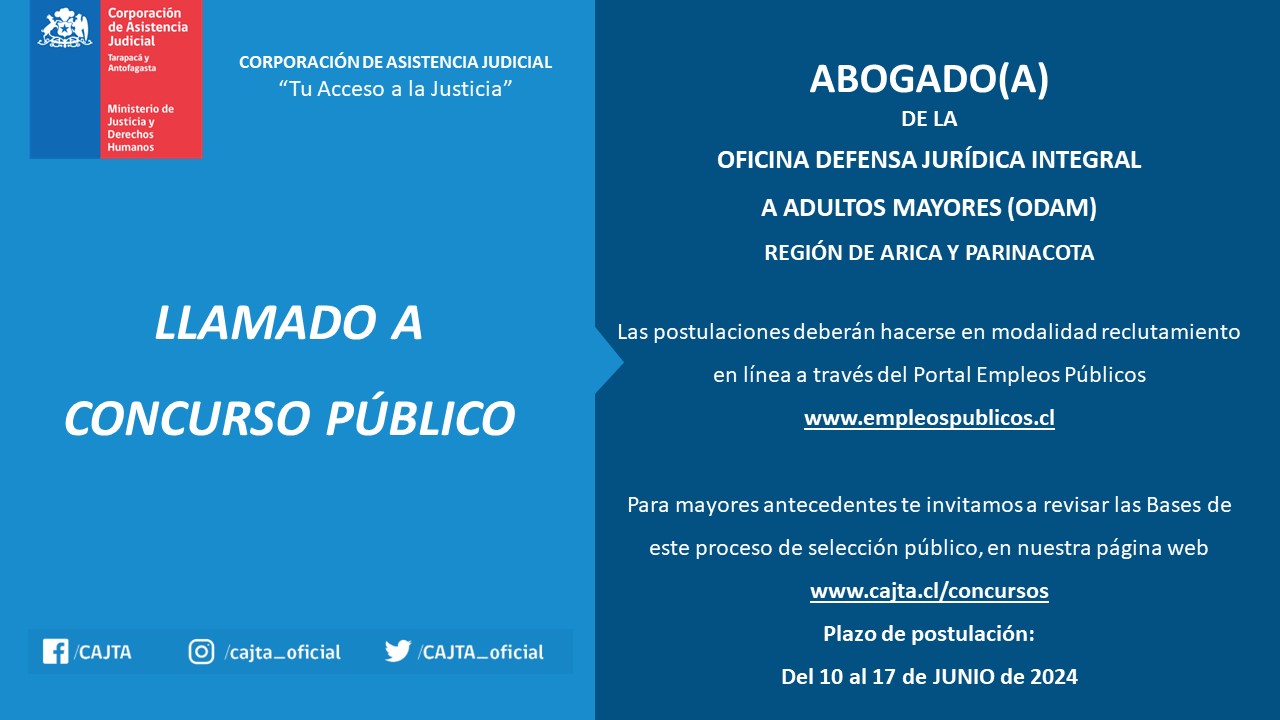 Corporación
de Asistencia
Judicial
Tarapacá y
Antofagasta
Ministerio de
Justicia y
Derechos
Humanos
CORPORACIÓN DE ASISTENCIA JUDICIAL
“Tu Acceso a la Justicia”
LLAMADO A
CONCURSO PÚBLICO
/CAJTA
/cajta_oficial
/CAJTA_oficial
ABOGADO(A)
DE LA
OFICINA DEFENSA JURÍDICA INTEGRAL
A ADULTOS MAYORES (ODAM)
REGIÓN DE ARICA Y PARINACOTA
Las postulaciones deberán hacerse en modalidad reclutamiento
en línea a través del Portal Empleos Públicos
www.empleospublicos.cl
Para mayores antecedentes te invitamos a revisar las Bases de
este proceso de selección público, en nuestra página web
www.cajta.cl/concursos
Plazo de postulación:
Del 10 al 17 de JUNIO de 2024